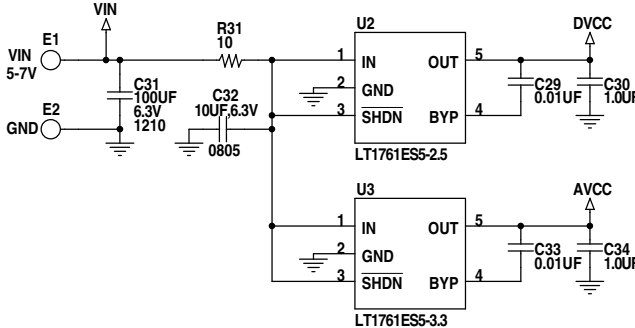 VIN
E1
VIN
5-7V
R31
10
C31
100UF
6.3V
1210
E2
GND
C32
10UF,6.3V
0805
U2
1
IN
OUT
5
2
GND
3
SHDN
BYP
4
LT1761ES5-2.5
DVCC
C29
0.01UF
C30
1.0UF
U3
1
IN
OUT
5
2
GND
3
SHDN
BYP
4
LT1761ES5-3.3
AVCC
C33
0.01UF
C34
1.0UF